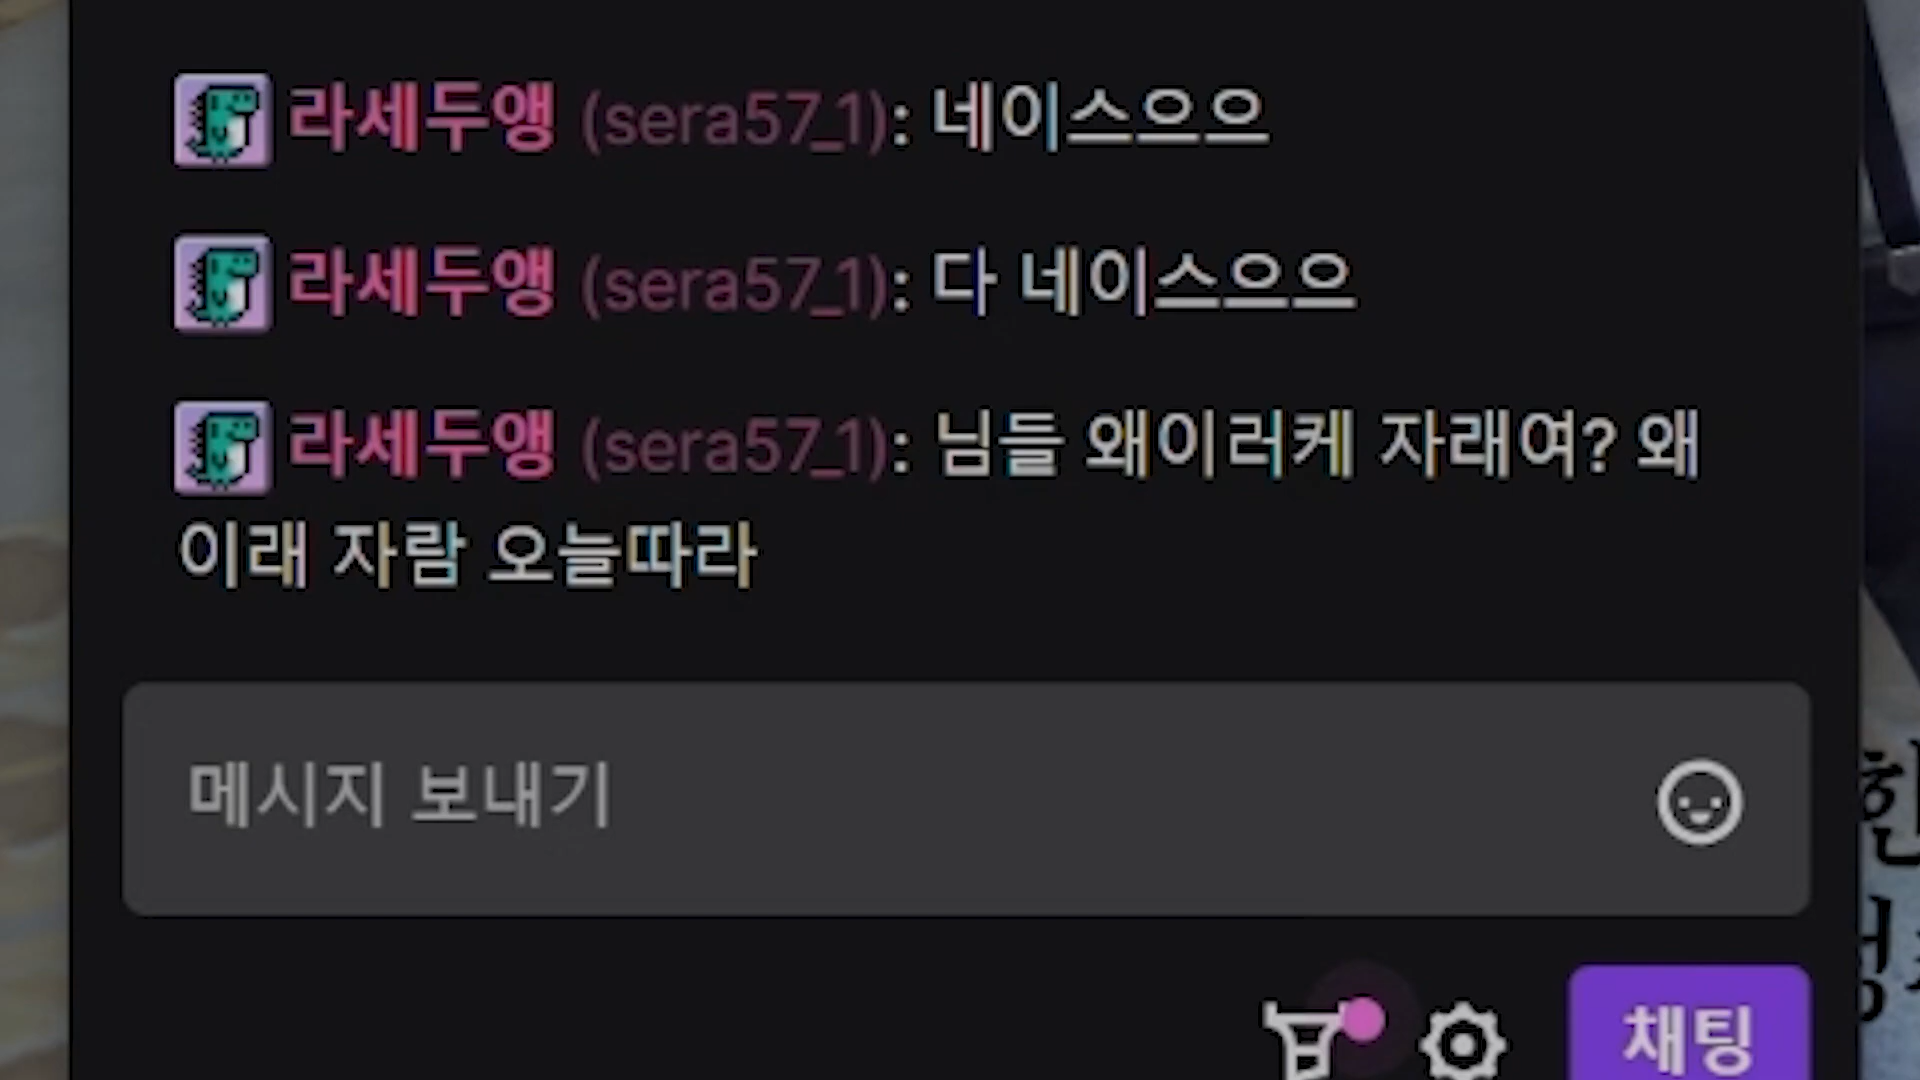 라세두앵 (sera57_1): 네이스으으
라세두앵 (sera57_1): 다 네이스으으
라세두앵 (sera57_1): 님들 왜이러케 자래여? 왜
이래 자람 오늘따라
메시지 보내기
채팅